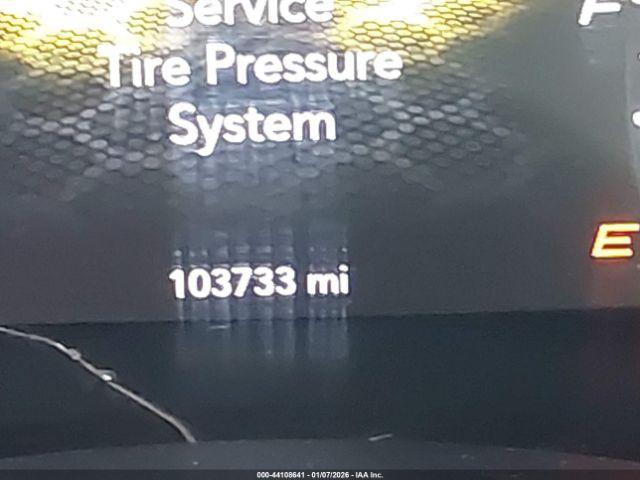 Service
Tire Pressure
System
103733 mi
E
000-44108641 - 01/07/2026 - IAA Inc.